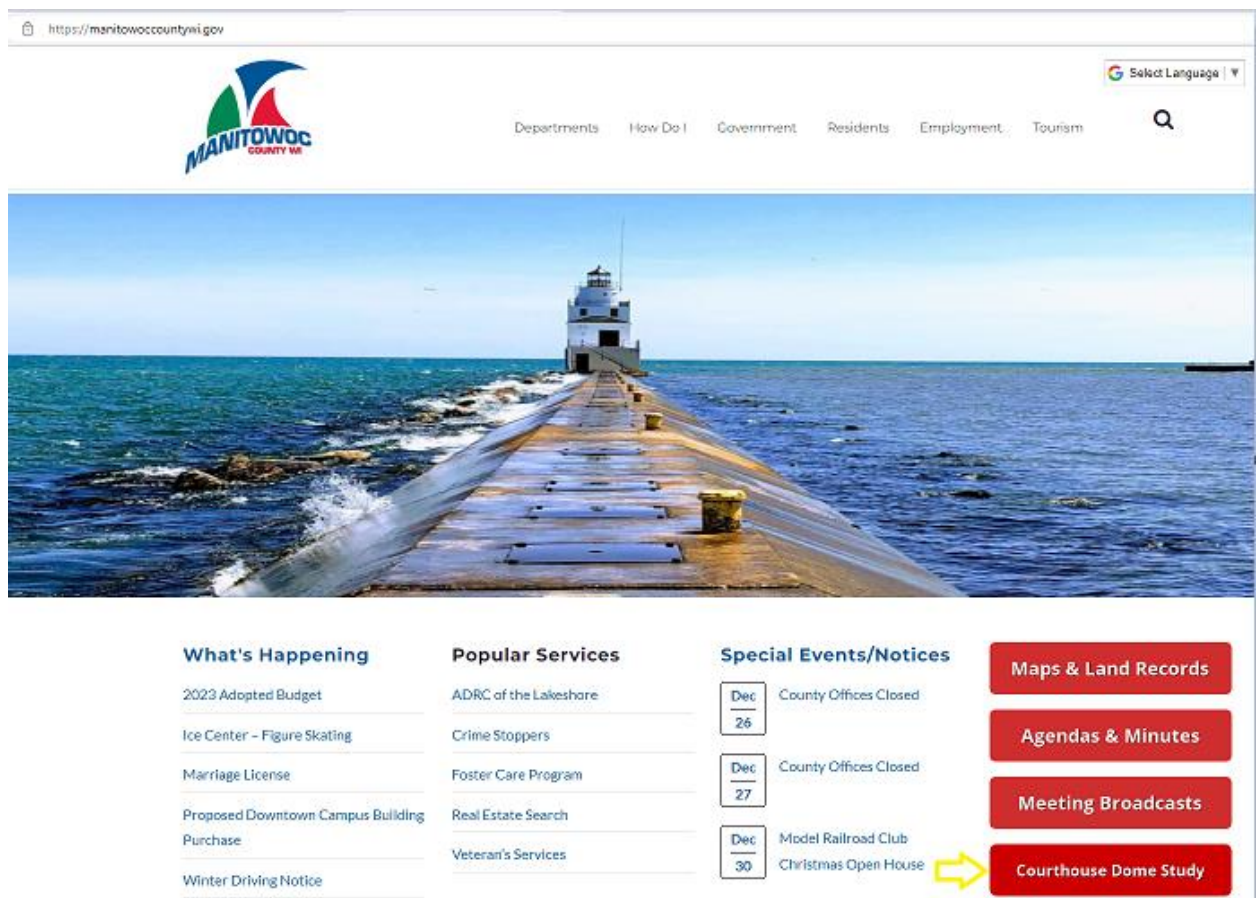 https://manitowoccountywi.gov
Select Language
MANITOWOC
COUNTY WI
Departments How Do I Government Residents Employment Tourism
What's Happening
2023 Adopted Budget
Ice Center – Figure Skating
Marriage License
Proposed Downtown Campus Building
Purchase
Winter Driving Notice
Popular Services
ADRC of the Lakeshore
Crime Stoppers
Foster Care Program
Real Estate Search
Veteran's Services
Special Events/Notices
Dec
26
County Offices Closed
Dec
27
County Offices Closed
Dec
30
Model Railroad Club
Christmas Open House
Maps & Land Records
Agendas & Minutes
Meeting Broadcasts
Courthouse Dome Study